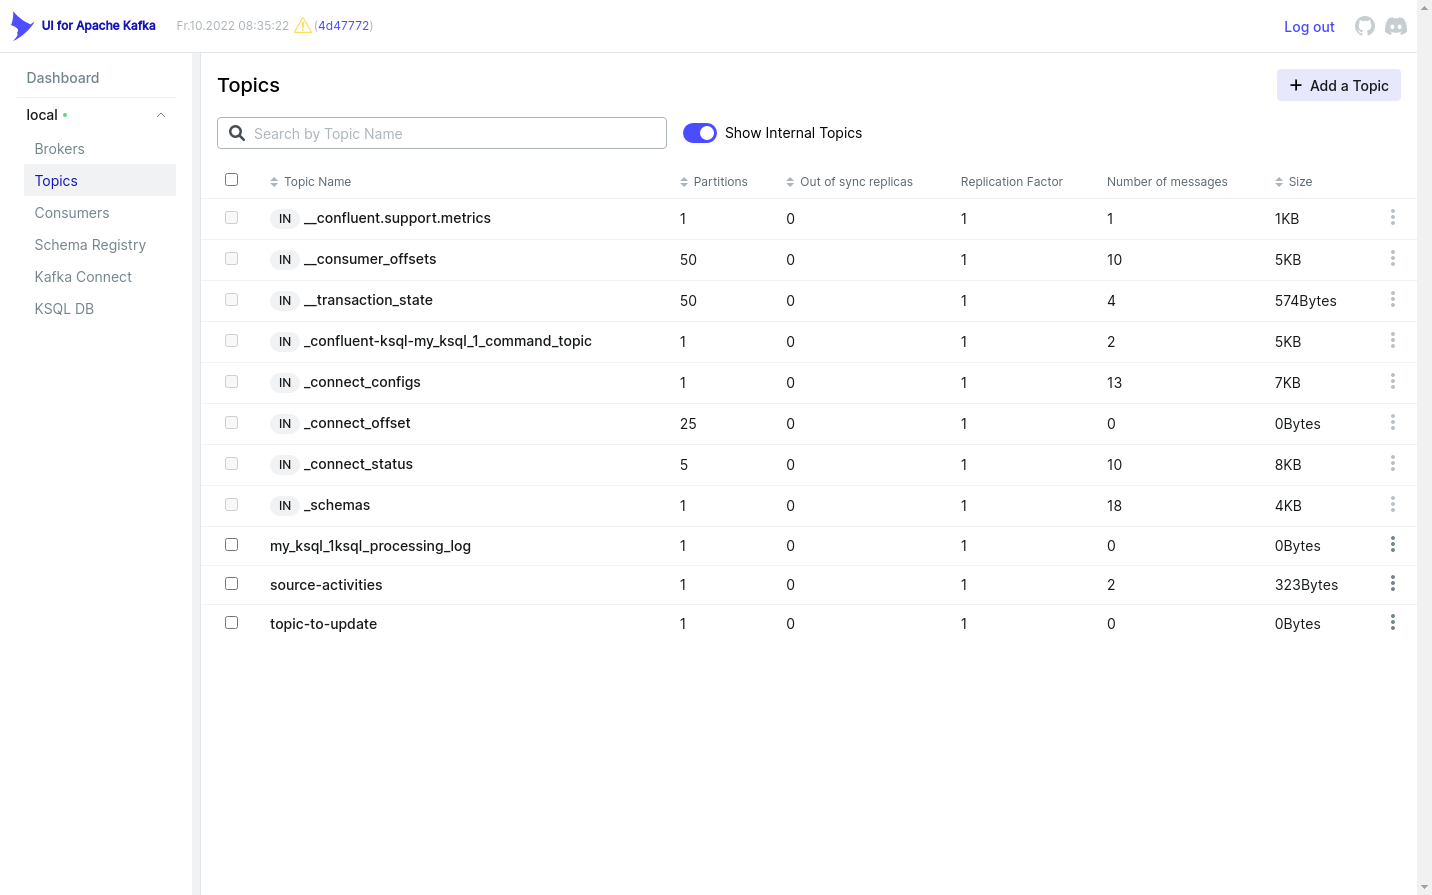 UI for Apache Kafka Fr.10.2022 08:35:22 (4d47772) Log out
Dashboard
local
Brokers
Topics
Consumers
Schema Registry
Kafka Connect
KSQL DB
Topics + Add a Topic
Search by Topic Name Show Internal Topics
Topic Name Partitions Out of sync replicas Replication Factor Number of messages Size
IN __confluent.support.metrics 1 0 1 1 1KB
IN __consumer_offsets 50 0 1 10 5KB
IN __transaction_state 50 0 1 4 574Bytes
IN _confluent-ksql-my_ksql_1_command_topic 1 0 1 2 5KB
IN _connect_configs 1 0 1 13 7KB
IN _connect_offset 25 0 1 0 0Bytes
IN _connect_status 5 0 1 10 8KB
IN _schemas 1 0 1 18 4KB
my_ksql_1ksql_processing_log 1 0 1 0 0Bytes
source-activities 1 0 1 2 323Bytes
topic-to-update 1 0 1 0 0Bytes